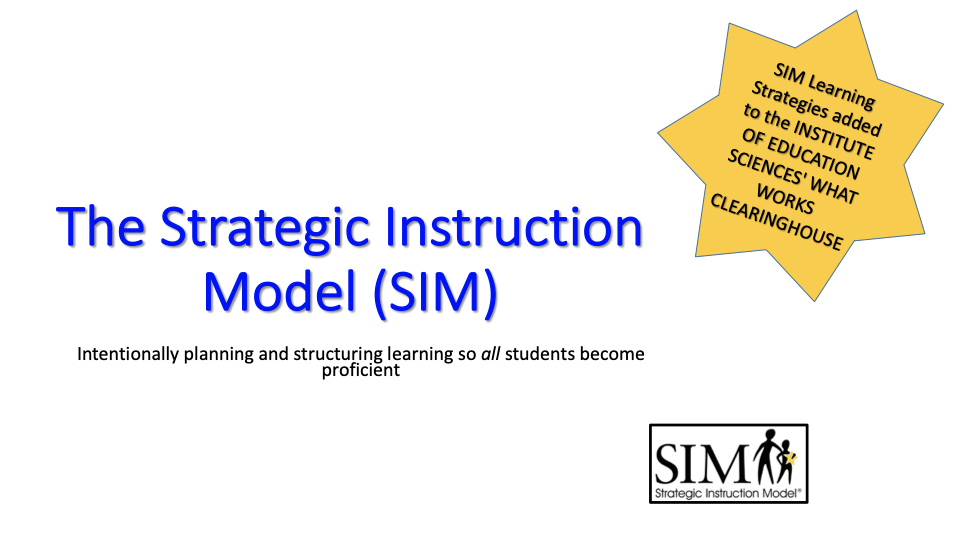 SIM Learning
Strategies added
to the INSTITUTE
OF EDUCATION
SCIENCES' WHAT
WORKS
CLEARINGHOUSE
The Strategic Instruction
Model (SIM)
Intentionally planning and structuring learning so all students become
proficient
SIM
Strategic Instruction Model®